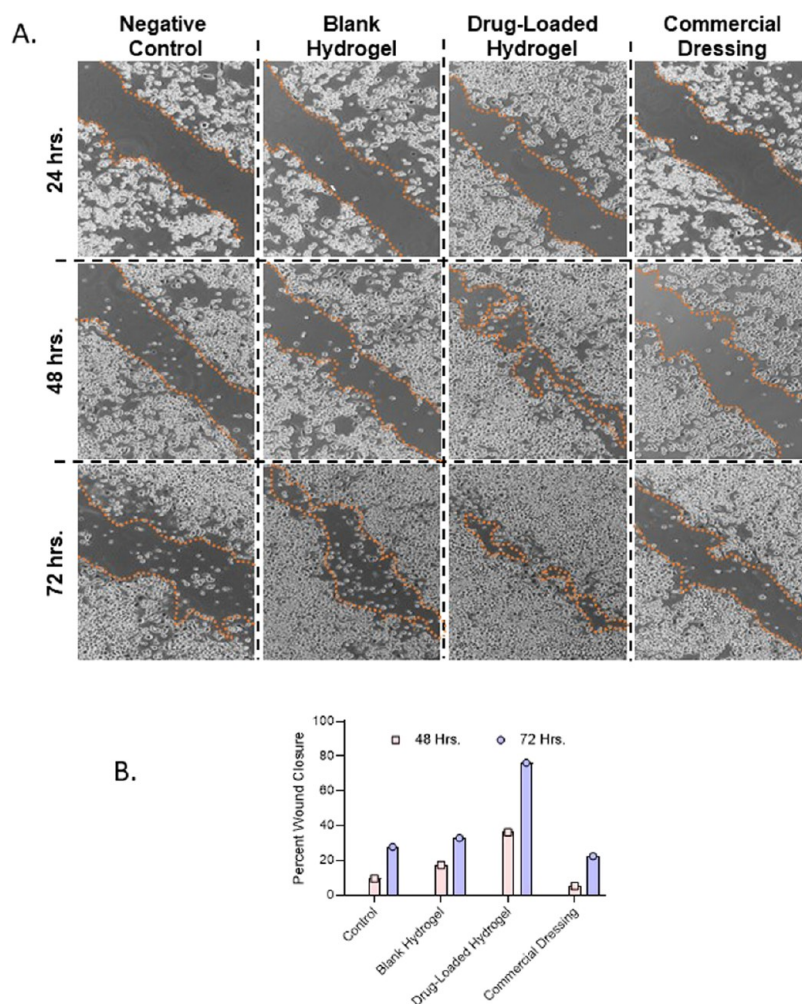 A.
Negative
Control
Blank
Hydrogel
Drug-Loaded
Hydrogel
Commercial
Dressing
24 hrs.
48 hrs.
72 hrs.
B.
Percent Wound Closure
100
80
60
40
20
0
48 Hrs.
72 Hrs.
Control
Blank Hydrogel
Drug-Loaded Hydrogel
Commercial Dressing